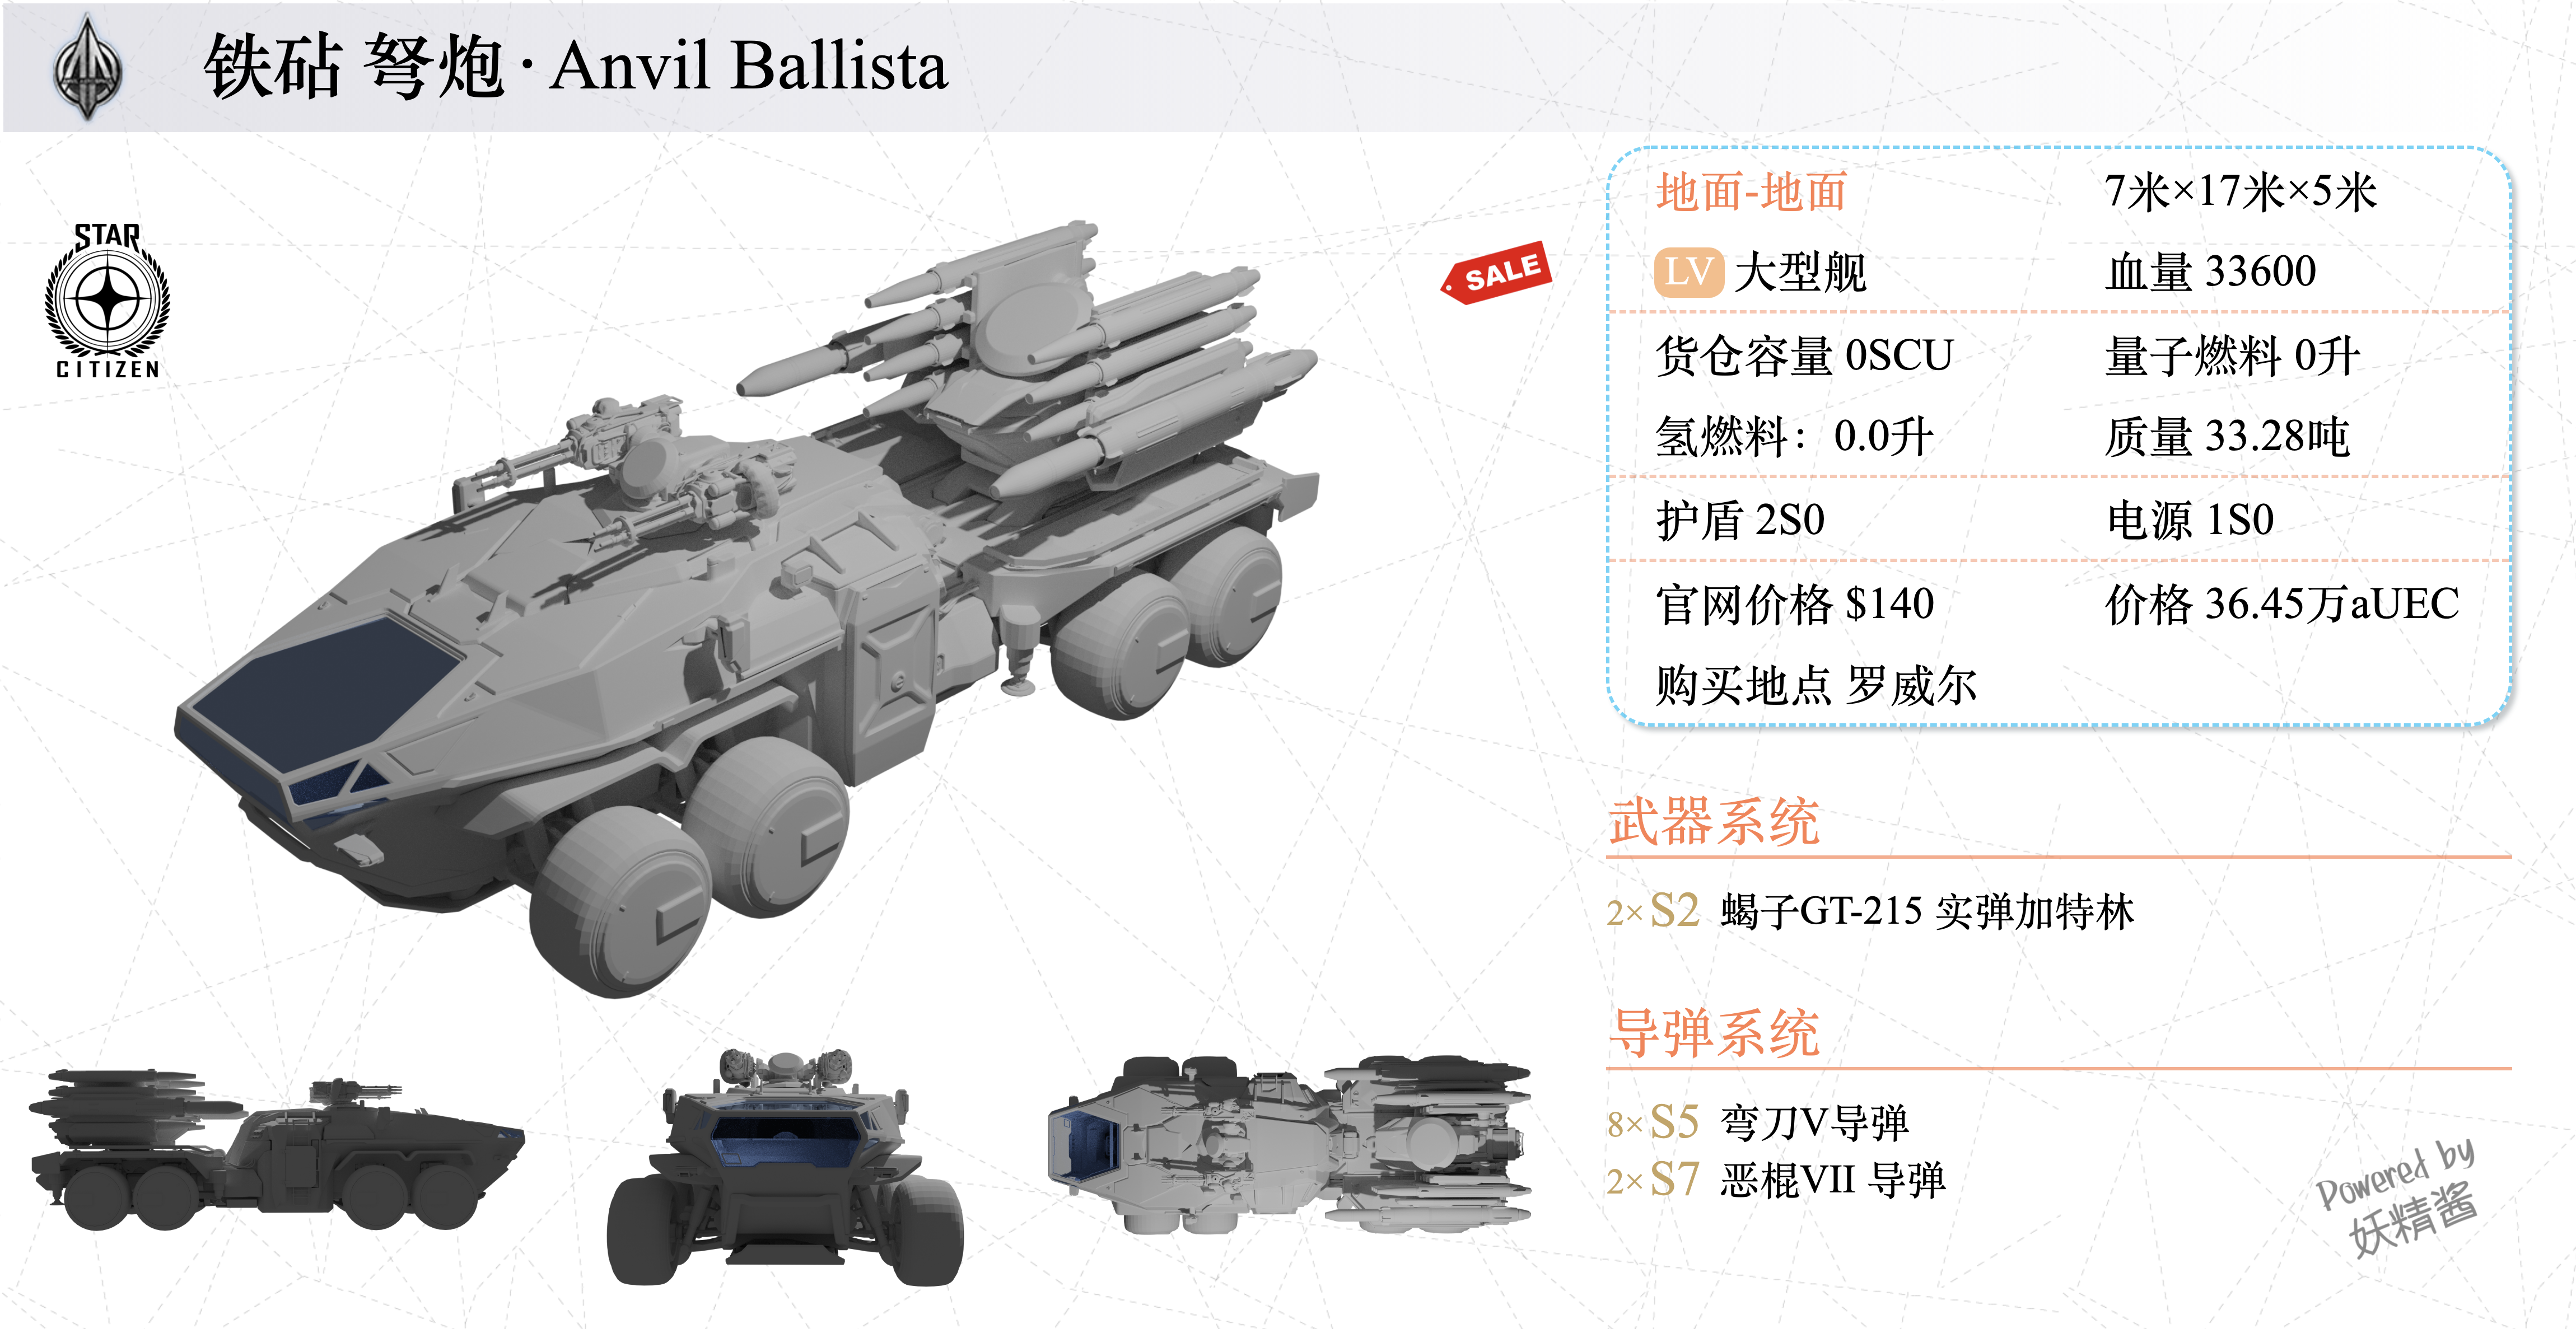 铁砧 弩炮·Anvil Ballista
STAR
CITIZEN
SALE
地面-地面
7米×17米×5米
LV 大型舰
血量 33600
货仓容量 0SCU
量子燃料 0升
氢燃料：0.0升
质量 33.28吨
护盾 2S0
电源 1S0
官网价格 $140
价格 36.45万aUEC
购买地点 罗威尔
武器系统
2× S2 蝎子GT-215 实弹加特林
导弹系统
8× S5 弯刀V导弹
2× S7 恶棍VII 导弹
Powered by
妖精酱